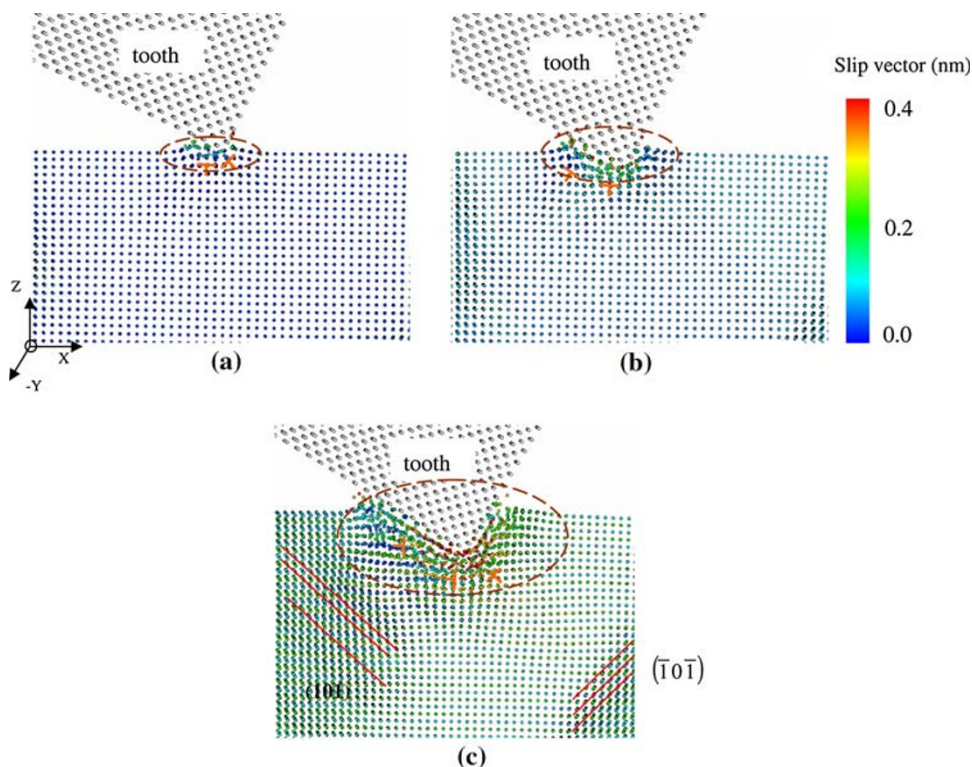 tooth
tooth
Slip vector (nm)
0.4
0.2
0.0
Z
X
-Y
(a)
(b)
tooth
(101̄)
(1̄01̄)
(c)